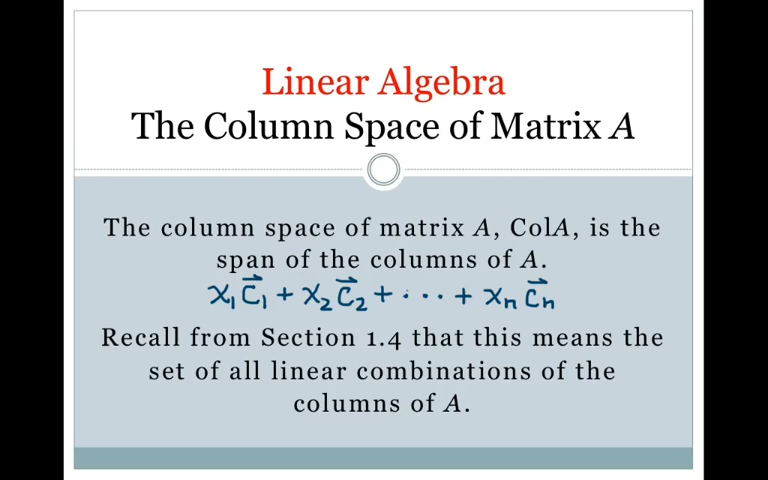 Linear Algebra
The Column Space of Matrix A
The column space of matrix A, ColA, is the
span of the columns of A.
x₁c⃗₁ + x₂c⃗₂ + ··· + xₙc⃗ₙ
Recall from Section 1.4 that this means the
set of all linear combinations of the
columns of A.